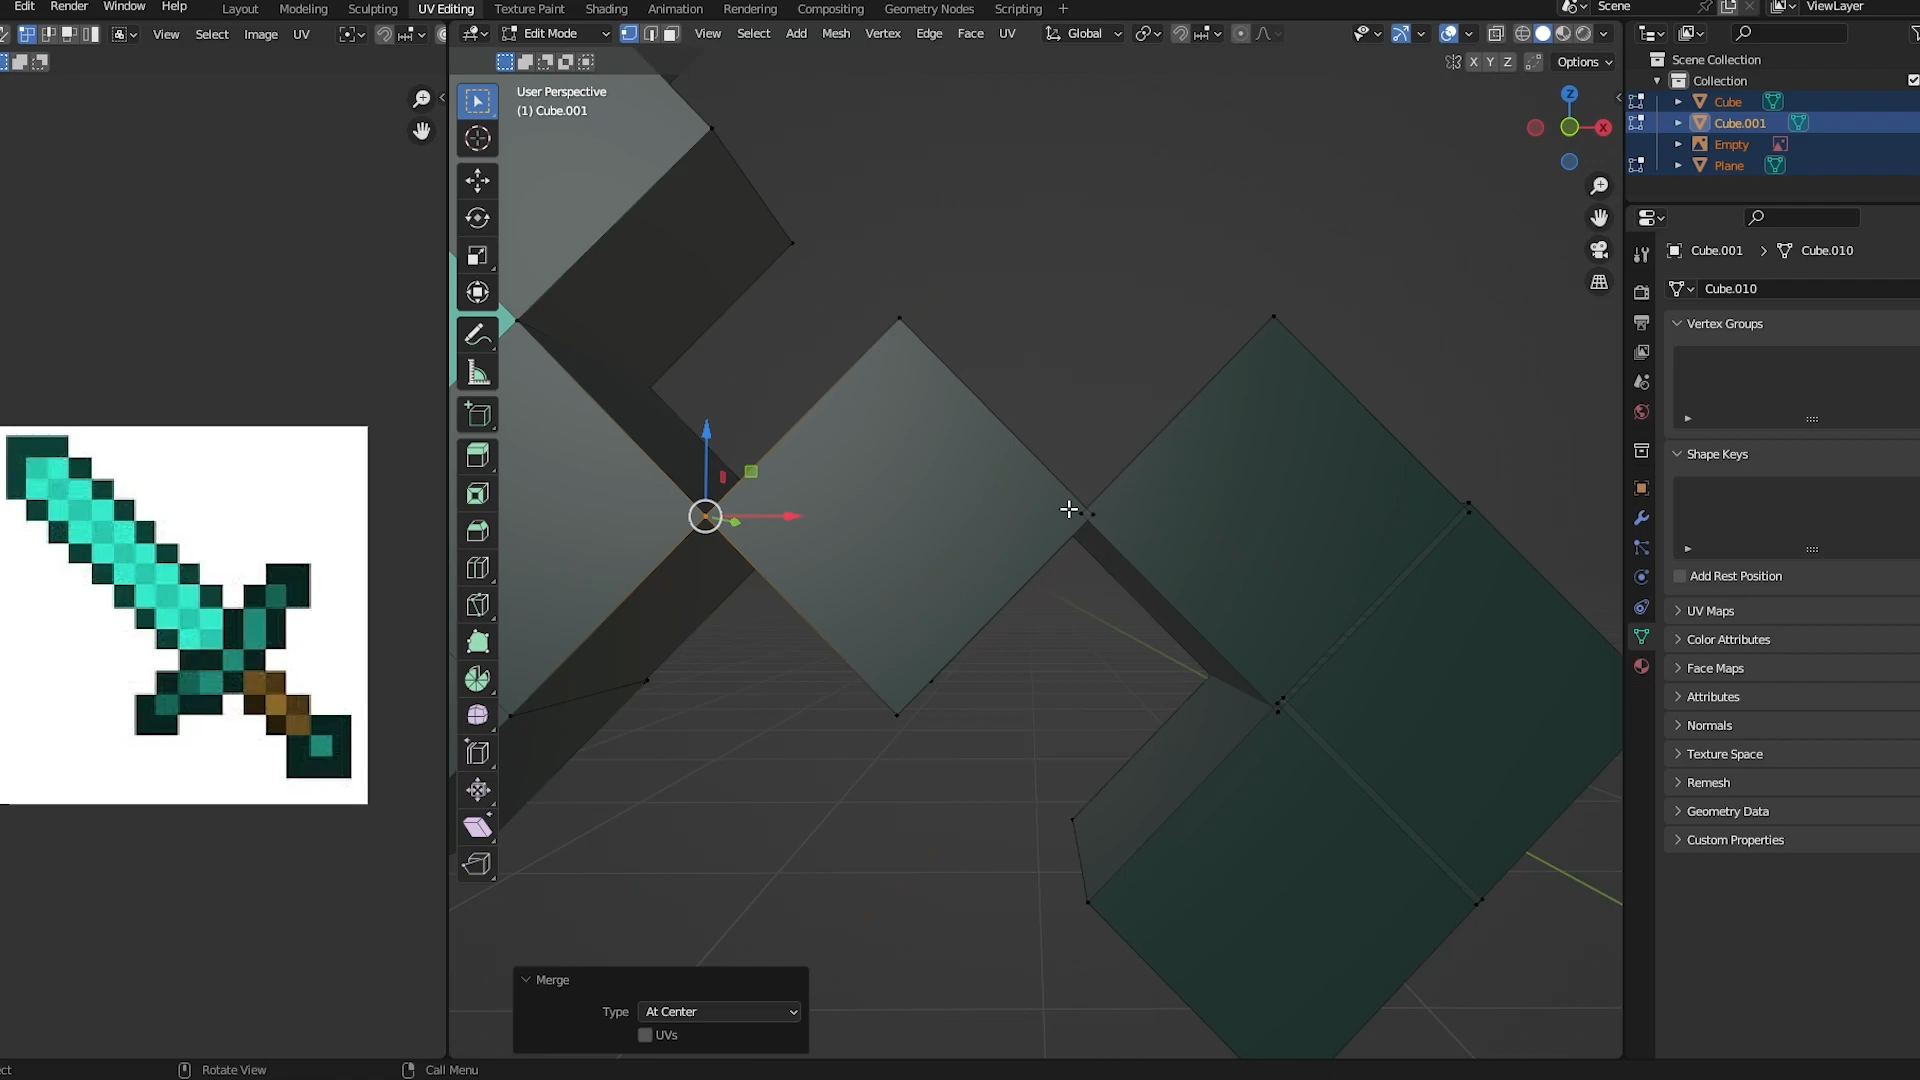 Edit Render Window Help Layout Modeling Sculpting UV Editing Texture Paint Shading Animation Rendering Compositing Geometry Nodes Scripting + Scene ViewLayer
View Select Image UV Edit Mode View Select Add Mesh Vertex Edge Face UV Global
X Y Z Options
User Perspective
(1) Cube.001
Z
X
Scene Collection
Collection
Cube
Cube.001
Empty
Plane
Cube.001 Cube.010
Cube.010
Vertex Groups
Shape Keys
Add Rest Position
UV Maps
Color Attributes
Face Maps
Attributes
Normals
Texture Space
Remesh
Geometry Data
Custom Properties
Merge
Type At Center
UVs
ct Rotate View Call Menu